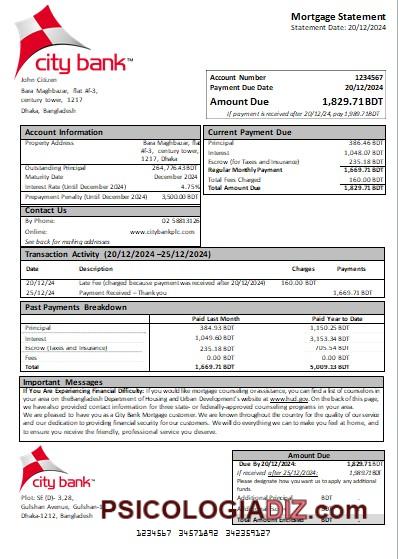 Mortgage Statement
Statement Date: 20/12/2024
city bank™
John Citizen
Bara Maghbazar, flat
#f-3,
century tower, 1217
Dhaka, Bangladesh
Account Number 1234567
Payment Due Date 20/12/2024
Amount Due 1,829.71BDT
If payment is received after 20/12/24, pay 1,989.71BDT
Account Information
Property Address Bara Maghbazar, flat
#f-3, century tower,
1217, Dhaka
Outstanding Principal 264,776.43BDT
Maturity Date December 2024
Interest Rate (Until December 2024) 4.75%
Prepayment Penalty (Until December 2024) 3,500.00 BDT
Contact Us
By Phone: 02 58813126
Online: www.citybankplc.com
See back for mailing addresses
Current Payment Due
Principal 386.46 BDT
Interest 1,048.07 BDT
Escrow (for Taxes and Insurance) 235.18 BDT
Regular Monthly Payment 1,669.71 BDT
Total Fees Charged 160.00 BDT
Total Amount Due 1,829.71 BDT
Transaction Activity (20/12/2024 –25/12/2024)
Date Description Charges Payments
20/12/24 Late Fee (charged because payment was received after 20/12/2024) 160.00 BDT
25/12/24 Payment Received – Thank you 1,669.71 BDT
Past Payments Breakdown
Paid Last Month Paid Year to Date
Principal 384.93 BDT 1,150.25 BDT
Interest 1,049.60 BDT 3,153.34 BDT
Escrow (Taxes and Insurance) 235.18 BDT 705.54 BDT
Fees 0.00 BDT 0.00 BDT
Total 1,669.71 BDT 5,009.13 BDT
Important Messages
If You Are Experiencing Financial Difficulty: If you would like mortgage counseling or assistance, you can find a list of counselors in
your area on the Bangladesh Department of Housing and Urban Development's website at www.hud.gov. On the back of this page,
we have also provided contact information for three state- or federally-approved counseling programs in your area.
We are pleased to have you as a City Bank Mortgage customer. We are known throughout the country for the quality of our service
and our dedication to providing financial security for our customers. We will do everything we can to make you feel at home, and
to ensure you receive the friendly, professional service you deserve.
city bank™
Plot: SE (D)- 3,28,
Gulshan Avenue, Gulshan-1
Dhaka-1212, Bangladesh
Amount Due
Due By 20/12/2024: 1,829.71 BDT
If received after 25/12/2024: 1,989.71BDT
Please designate how you want us to apply any additional
funds.
Additional Principal BDT .
BDT .
Total Amount Enclosed BDT .
PSICOLOGIADIZ.COM
1234567 34571892 342359127